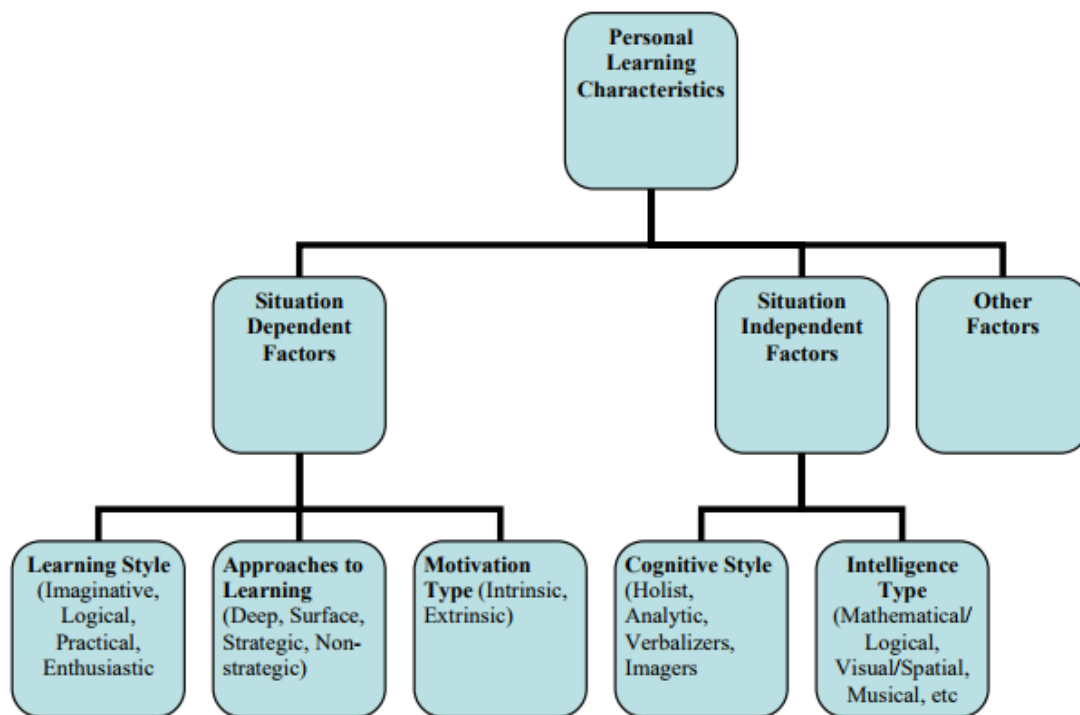 Personal
Learning
Characteristics
Situation
Dependent
Factors
Situation
Independent
Factors
Other
Factors
Learning Style
(Imaginative,
Logical,
Practical,
Enthusiastic
Approaches to
Learning
(Deep, Surface,
Strategic, Non-
strategic)
Motivation
Type (Intrinsic,
Extrinsic)
Cognitive Style
(Holist,
Analytic,
Verbalizers,
Imagers
Intelligence
Type
(Mathematical/
Logical,
Visual/Spatial,
Musical, etc